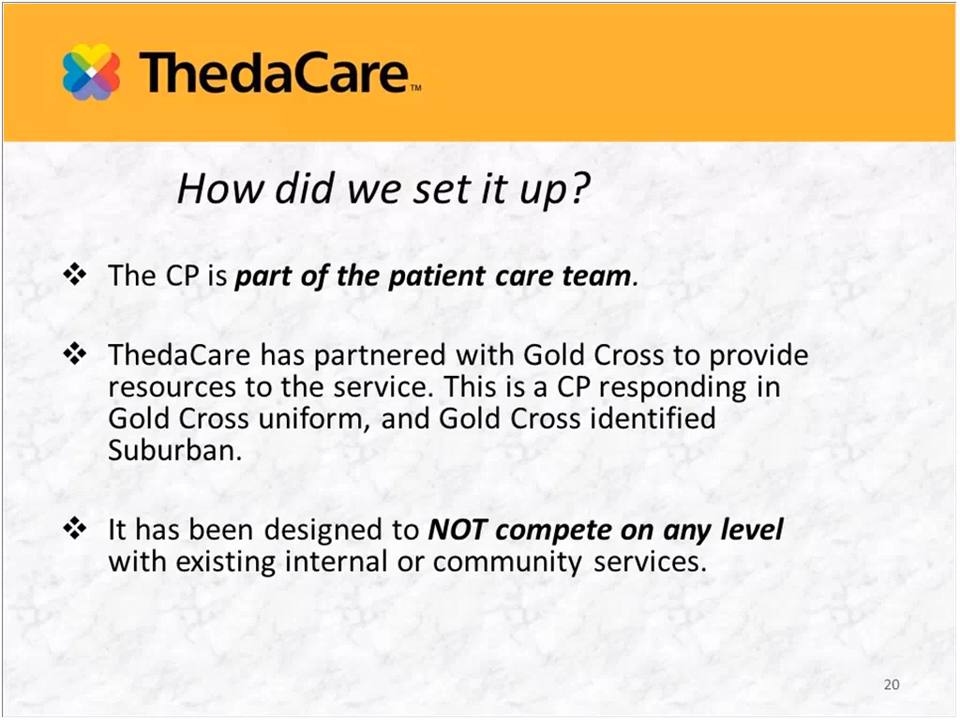 ThedaCare™
How did we set it up?
❖ The CP is part of the patient care team.
❖ ThedaCare has partnered with Gold Cross to provide
resources to the service. This is a CP responding in
Gold Cross uniform, and Gold Cross identified
Suburban.
❖ It has been designed to NOT compete on any level
with existing internal or community services.
20